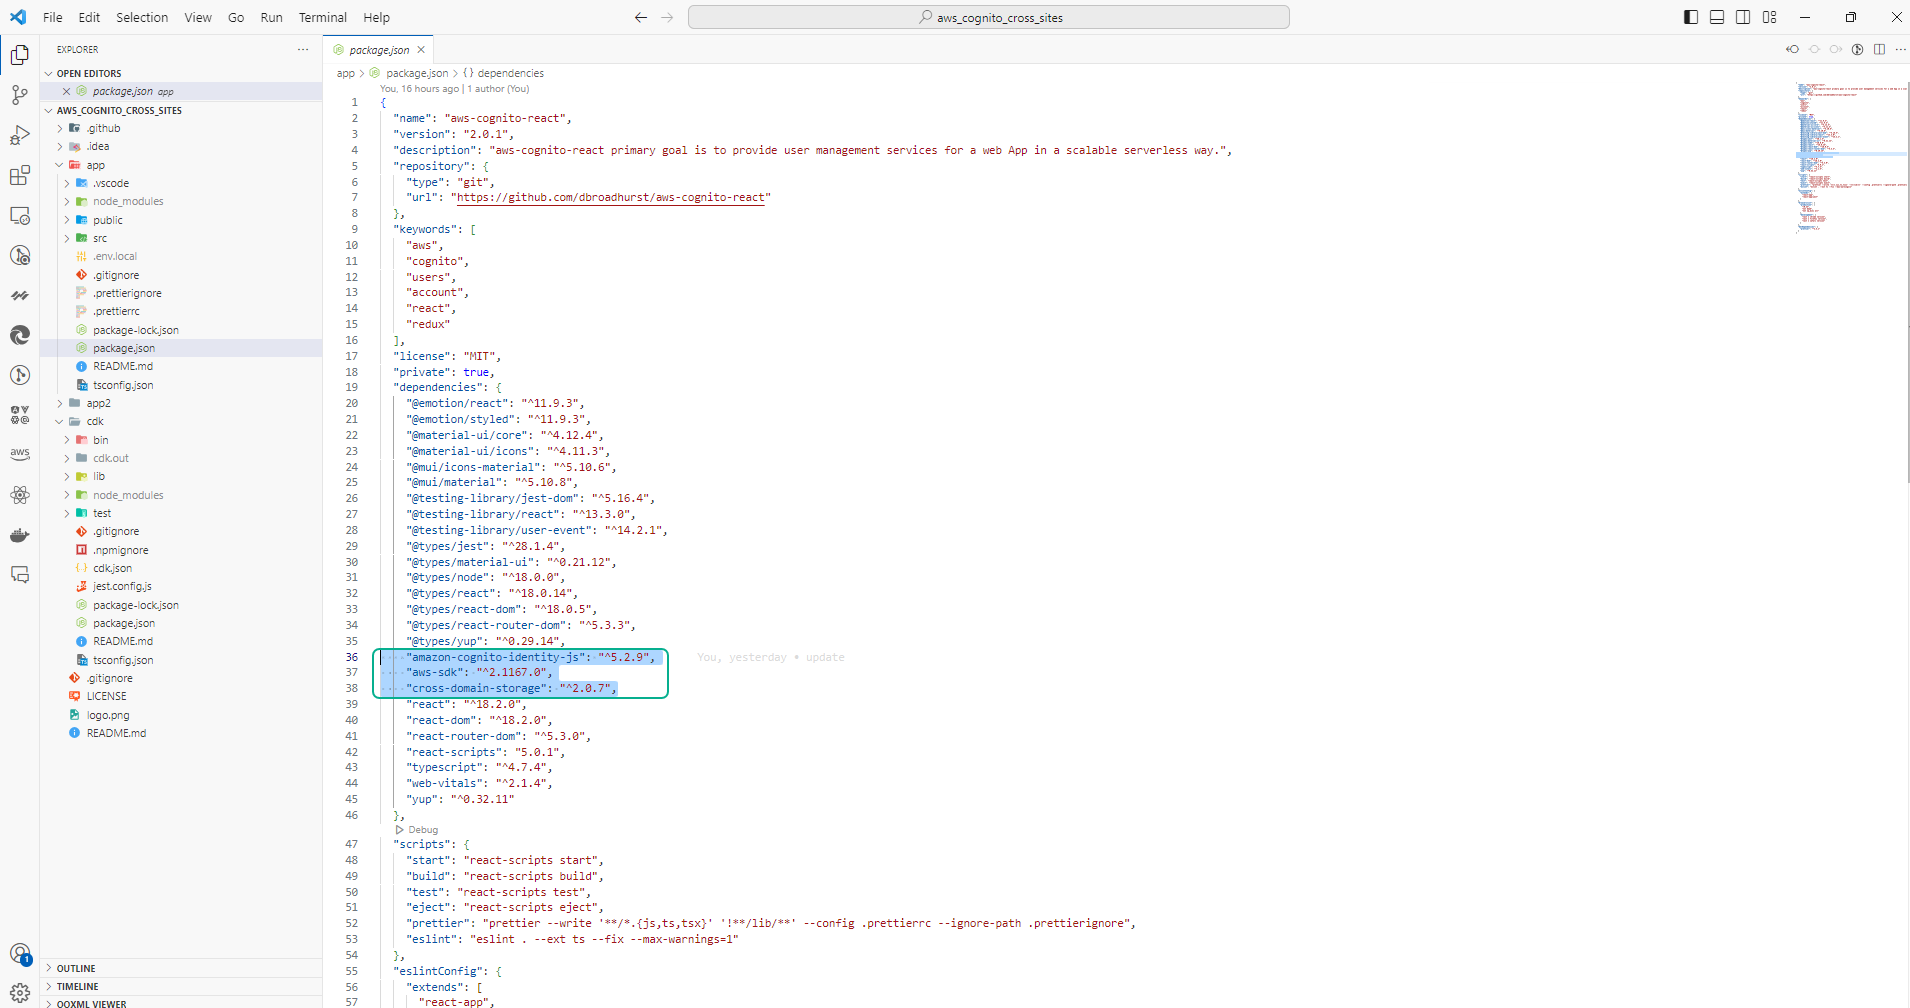 File Edit Selection View Go Run Terminal Help
aws_cognito_cross_sites
EXPLORER
OPEN EDITORS
package.json app
AWS_COGNITO_CROSS_SITES
.github
.idea
app
.vscode
node_modules
public
src
.env.local
.gitignore
.prettierignore
.prettierrc
package-lock.json
package.json
README.md
tsconfig.json
app2
cdk
bin
cdk.out
lib
node_modules
test
.gitignore
.npmignore
cdk.json
jest.config.js
package-lock.json
package.json
README.md
tsconfig.json
.gitignore
LICENSE
logo.png
README.md
OUTLINE
TIMELINE
OOXML VIEWER
aws
1
package.json
app > package.json > {} dependencies
You, 16 hours ago | 1 author (You)
1 {
2 "name": "aws-cognito-react",
3 "version": "2.0.1",
4 "description": "aws-cognito-react primary goal is to provide user management services for a web App in a scalable serverless way.",
5 "repository": {
6 "type": "git",
7 "url": "https://github.com/dbroadhurst/aws-cognito-react"
8 },
9 "keywords": [
10 "aws",
11 "cognito",
12 "users",
13 "account",
14 "react",
15 "redux"
16 ],
17 "license": "MIT",
18 "private": true,
19 "dependencies": {
20 "@emotion/react": "^11.9.3",
21 "@emotion/styled": "^11.9.3",
22 "@material-ui/core": "^4.12.4",
23 "@material-ui/icons": "^4.11.3",
24 "@mui/icons-material": "^5.10.6",
25 "@mui/material": "^5.10.8",
26 "@testing-library/jest-dom": "^5.16.4",
27 "@testing-library/react": "^13.3.0",
28 "@testing-library/user-event": "^14.2.1",
29 "@types/jest": "^28.1.4",
30 "@types/material-ui": "^0.21.12",
31 "@types/node": "^18.0.0",
32 "@types/react": "^18.0.14",
33 "@types/react-dom": "^18.0.5",
34 "@types/react-router-dom": "^5.3.3",
35 "@types/yup": "^0.29.14",
36 "amazon-cognito-identity-js": "^5.2.9", You, yesterday • update
37 "aws-sdk": "^2.1167.0",
38 "cross-domain-storage": "^2.0.7",
39 "react": "^18.2.0",
40 "react-dom": "^18.2.0",
41 "react-router-dom": "^5.3.0",
42 "react-scripts": "5.0.1",
43 "typescript": "^4.7.4",
44 "web-vitals": "^2.1.4",
45 "yup": "^0.32.11"
46 },
Debug
47 "scripts": {
48 "start": "react-scripts start",
49 "build": "react-scripts build",
50 "test": "react-scripts test",
51 "eject": "react-scripts eject",
52 "prettier": "prettier --write '**/*.{js,ts,tsx}' '!**/lib/**' --config .prettierrc --ignore-path .prettierignore",
53 "eslint": "eslint . --ext ts --fix --max-warnings=1"
54 },
55 "eslintConfig": {
56 "extends": [
57 "react-app",